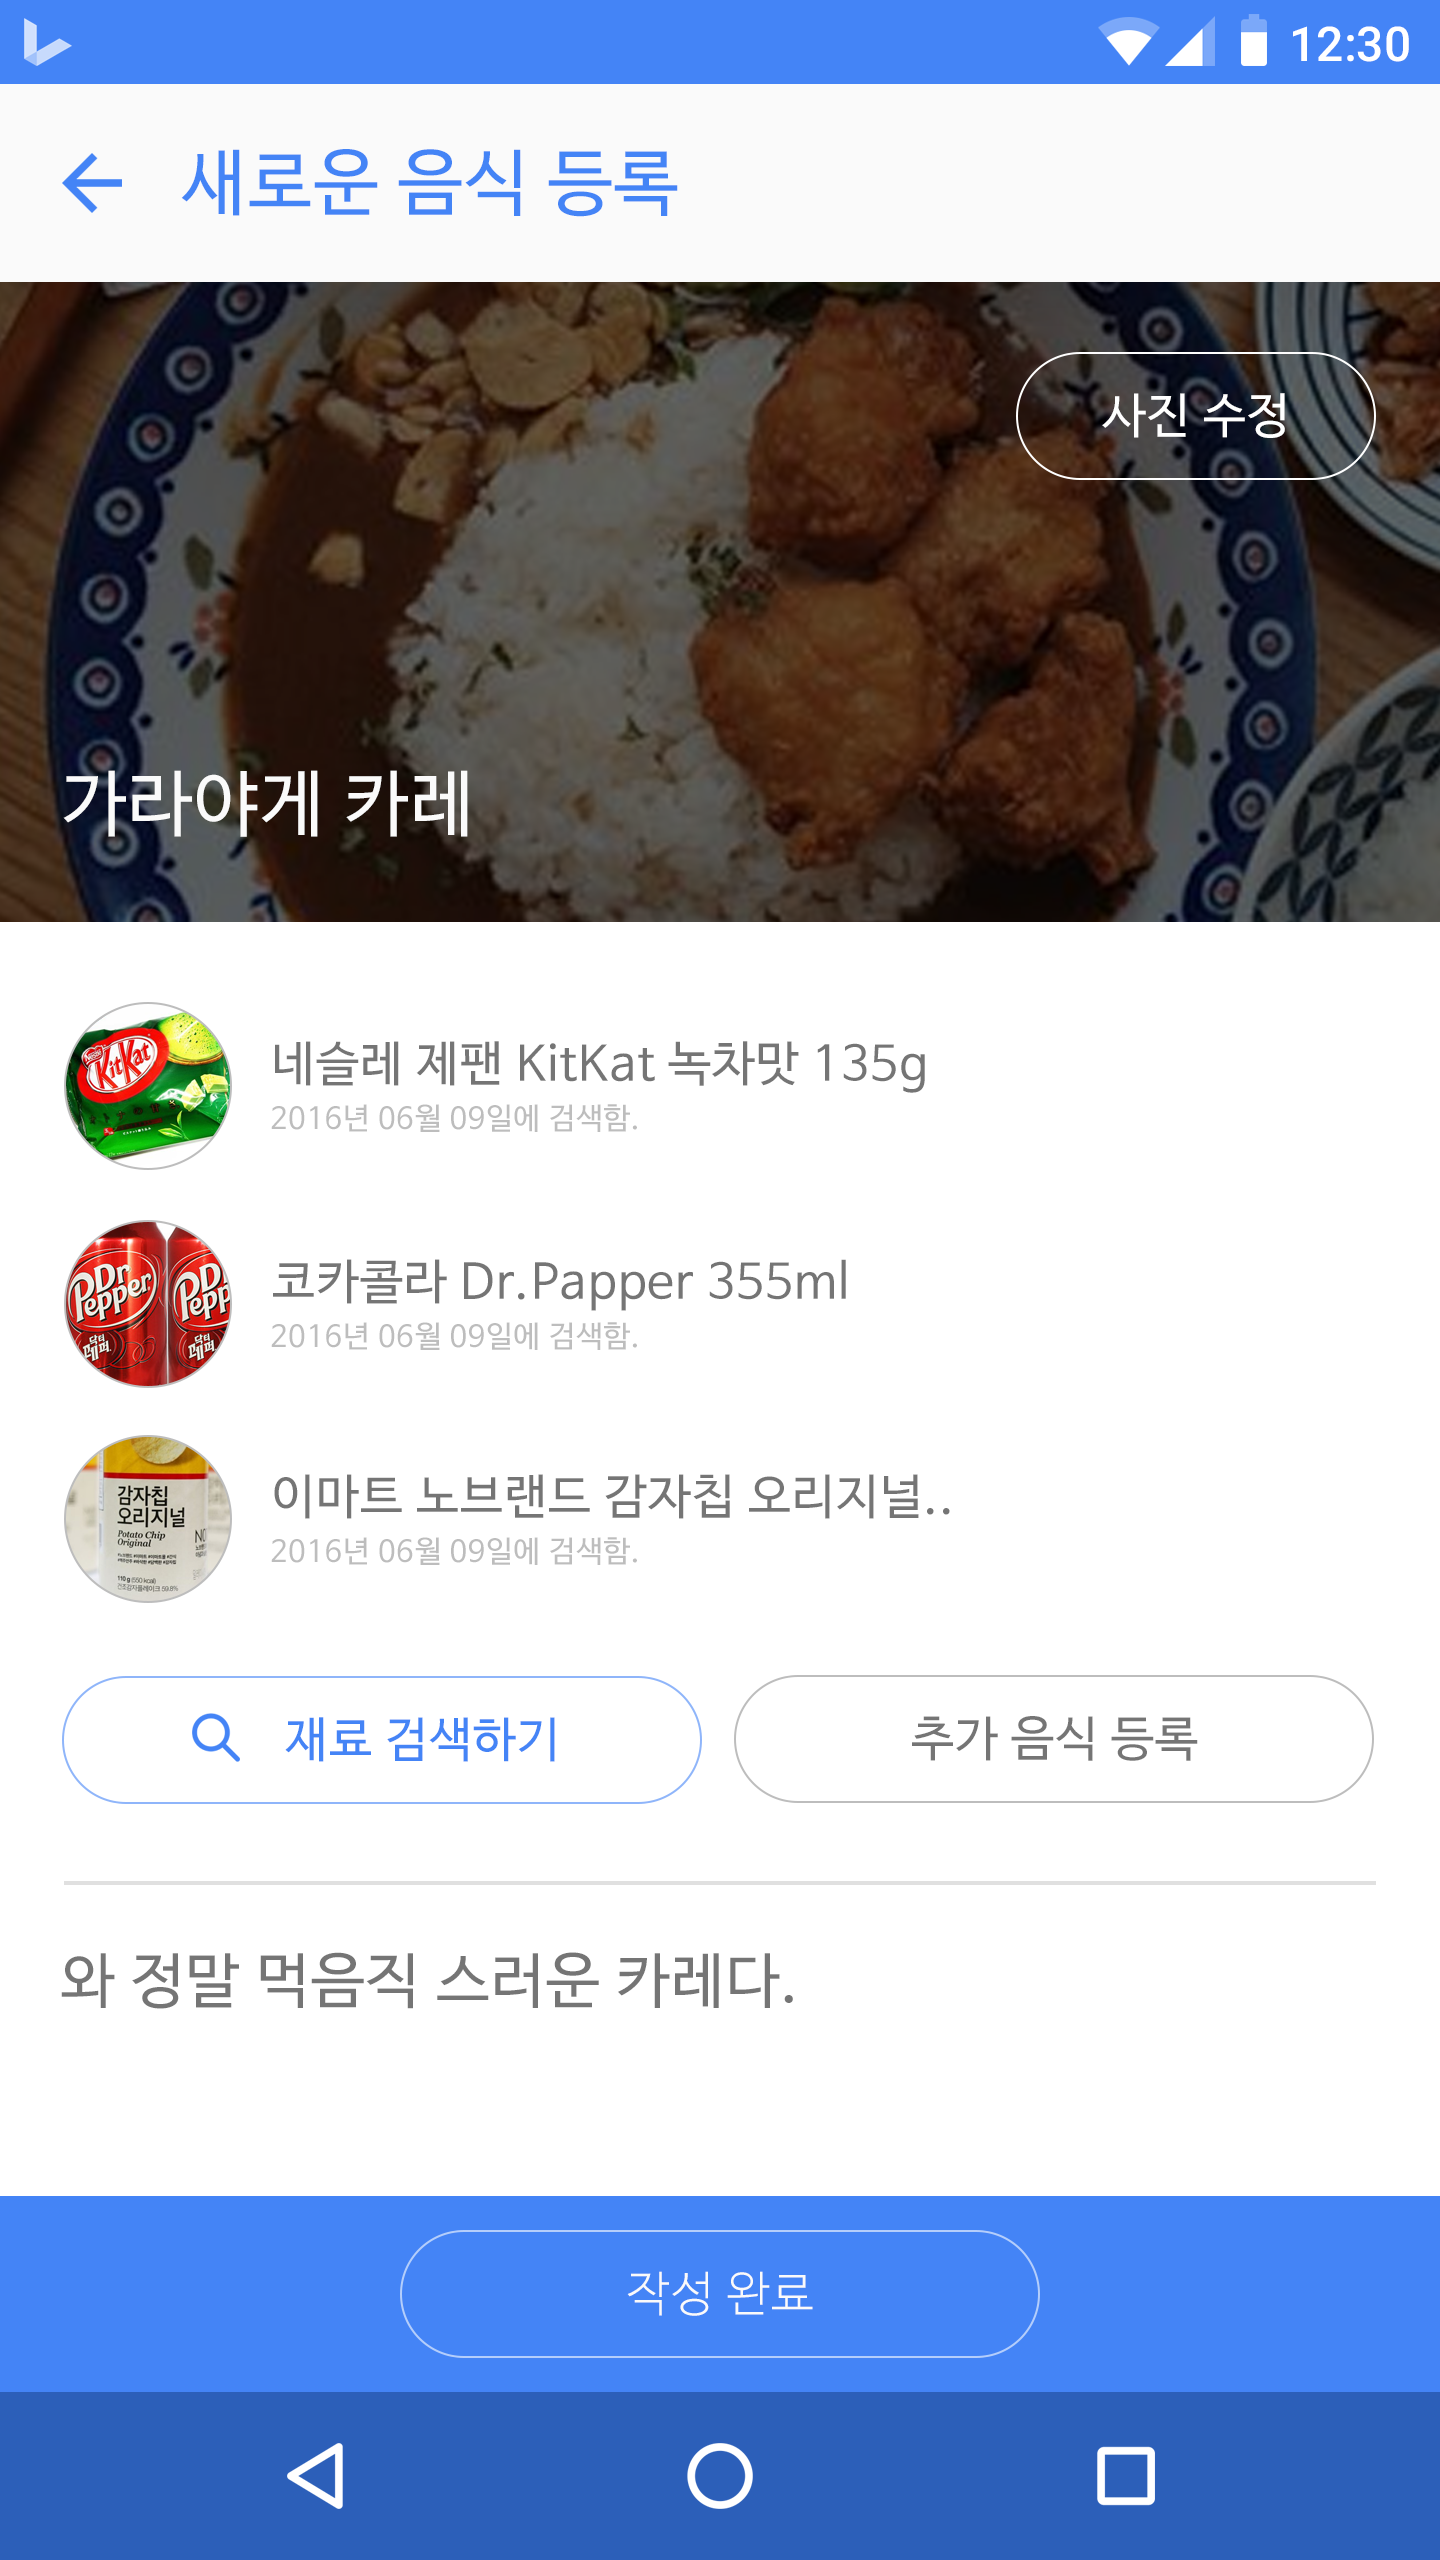 12:30
새로운 음식 등록
사진 수정
가라야게 카레
Nestle
KitKat
네슬레 제팬 KitKat 녹차맛 135g
2016년 06월 09일에 검색함.
Dr Pepper
닥터 페퍼
Dr Pepp
닥터 페퍼
코카콜라 Dr.Papper 355ml
2016년 06월 09일에 검색함.
감자칩
오리지널
Potato Chip
Original
110 g (550 kcal)
이마트 노브랜드 감자칩 오리지널..
2016년 06월 09일에 검색함.
재료 검색하기
추가 음식 등록
와 정말 먹음직 스러운 카레다.
작성 완료